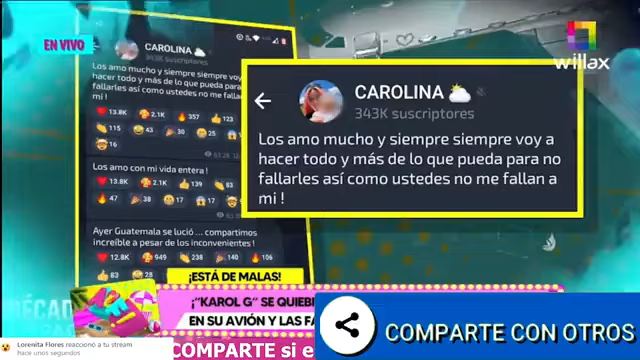 EN VIVO
CAROLINA
343K suscriptores
Los amo mucho y siempre siempre voy a
hacer todo y más de lo que pueda para no
fallarles así como ustedes no me fallan a
mi !
13.8K 2.1K 357 123
115 43 30 26 25
16
Los amo con mi vida entera !
13.8K 2.1K 139 93
47 38 17
Ayer Guatemala se lució ... compartimos
increíble a pesar de los inconvenientes !
12.8K 949 238 140 106
83 28
willax
CAROLINA
343K suscriptores
Los amo mucho y siempre siempre voy a
hacer todo y más de lo que pueda para no
fallarles así como ustedes no me fallan a
mi !
¡ESTÁ DE MALAS!
¡"KAROL G" SE QUIEB
EN SU AVIÓN Y LAS FA
Lorenita Flores reaccionó a tu stream
hace unos segundos
COMPARTE si e
COMPARTE CON OTROS